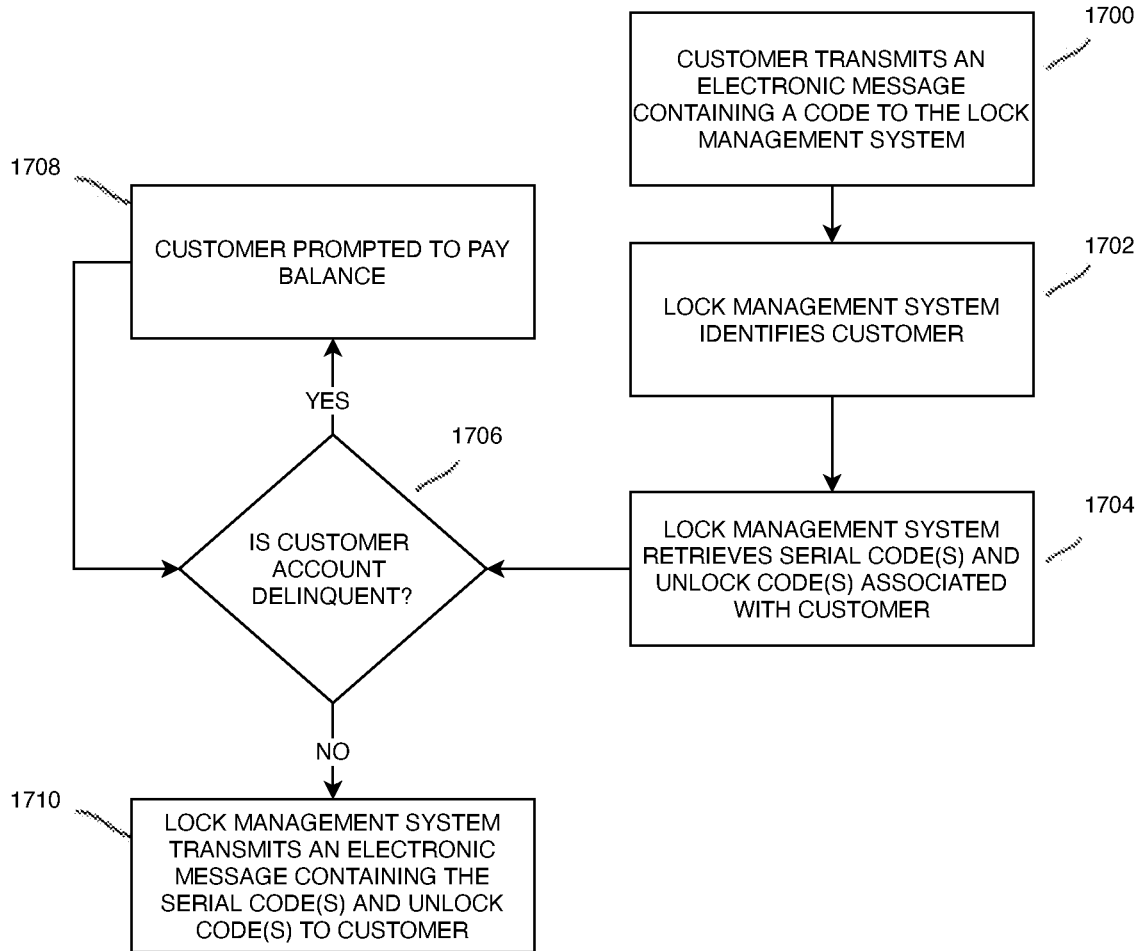 1700
CUSTOMER TRANSMITS AN
ELECTRONIC MESSAGE
CONTAINING A CODE TO THE LOCK
MANAGEMENT SYSTEM
1702
LOCK MANAGEMENT SYSTEM
IDENTIFIES CUSTOMER
1704
LOCK MANAGEMENT SYSTEM
RETRIEVES SERIAL CODE(S) AND
UNLOCK CODE(S) ASSOCIATED
WITH CUSTOMER
1706
IS CUSTOMER
ACCOUNT
DELINQUENT?
YES
1708
CUSTOMER PROMPTED TO PAY
BALANCE
NO
1710
LOCK MANAGEMENT SYSTEM
TRANSMITS AN ELECTRONIC
MESSAGE CONTAINING THE
SERIAL CODE(S) AND UNLOCK
CODE(S) TO CUSTOMER